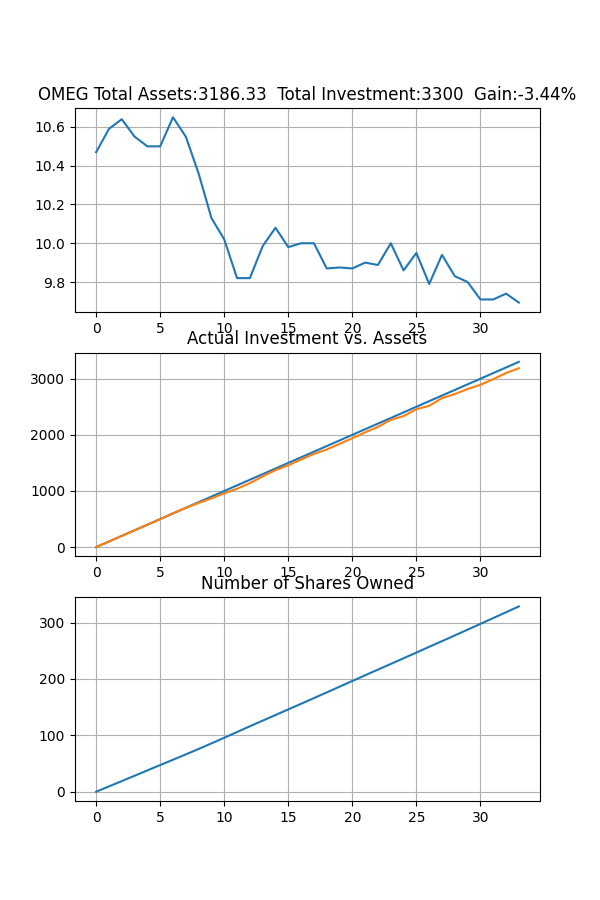 OMEG Total Assets:3186.33  Total Investment:3300  Gain:-3.44%
10.6
10.4
10.2
10.0
9.8
0 5 10 15 20 25 30
Actual Investment vs. Assets
3000
2000
1000
0
0 5 10 15 20 25 30
Number of Shares Owned
300
200
100
0
0 5 10 15 20 25 30